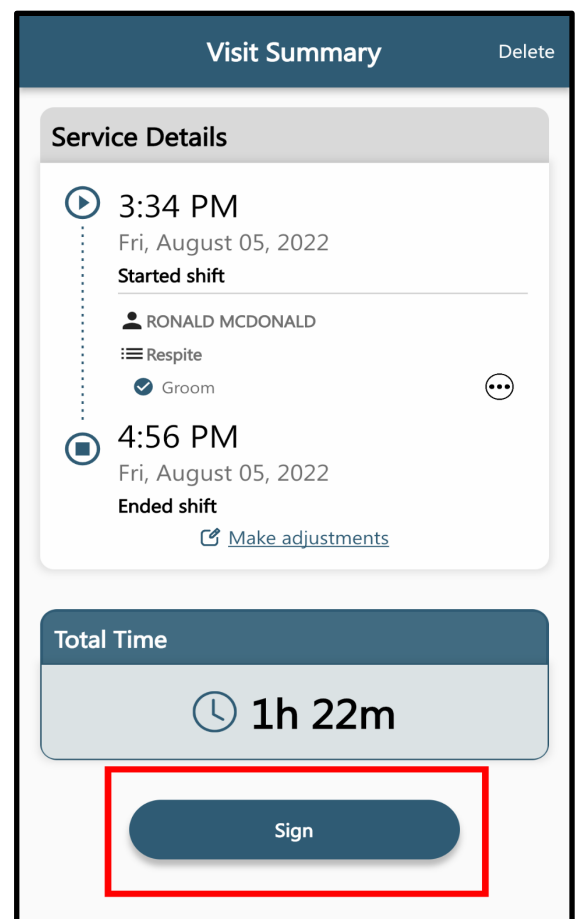 Visit Summary Delete
Service Details
3:34 PM
Fri, August 05, 2022
Started shift
RONALD MCDONALD
Respite
Groom
4:56 PM
Fri, August 05, 2022
Ended shift
Make adjustments
Total Time
1h 22m
Sign